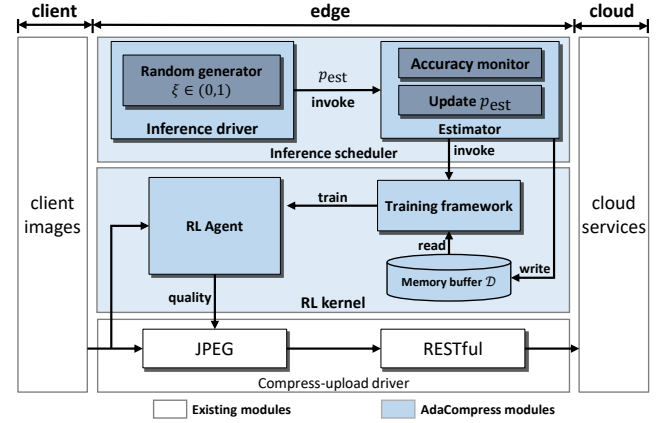 client
edge
cloud
Random generator
ξ ∈ (0,1)
Inference driver
p_est
invoke
Accuracy monitor
Update p_est
Estimator
Inference scheduler
invoke
client
images
cloud
services
RL Agent
train
Training framework
read
write
Memory buffer 𝒟
quality
RL kernel
JPEG
RESTful
Compress-upload driver
Existing modules
AdaCompress modules